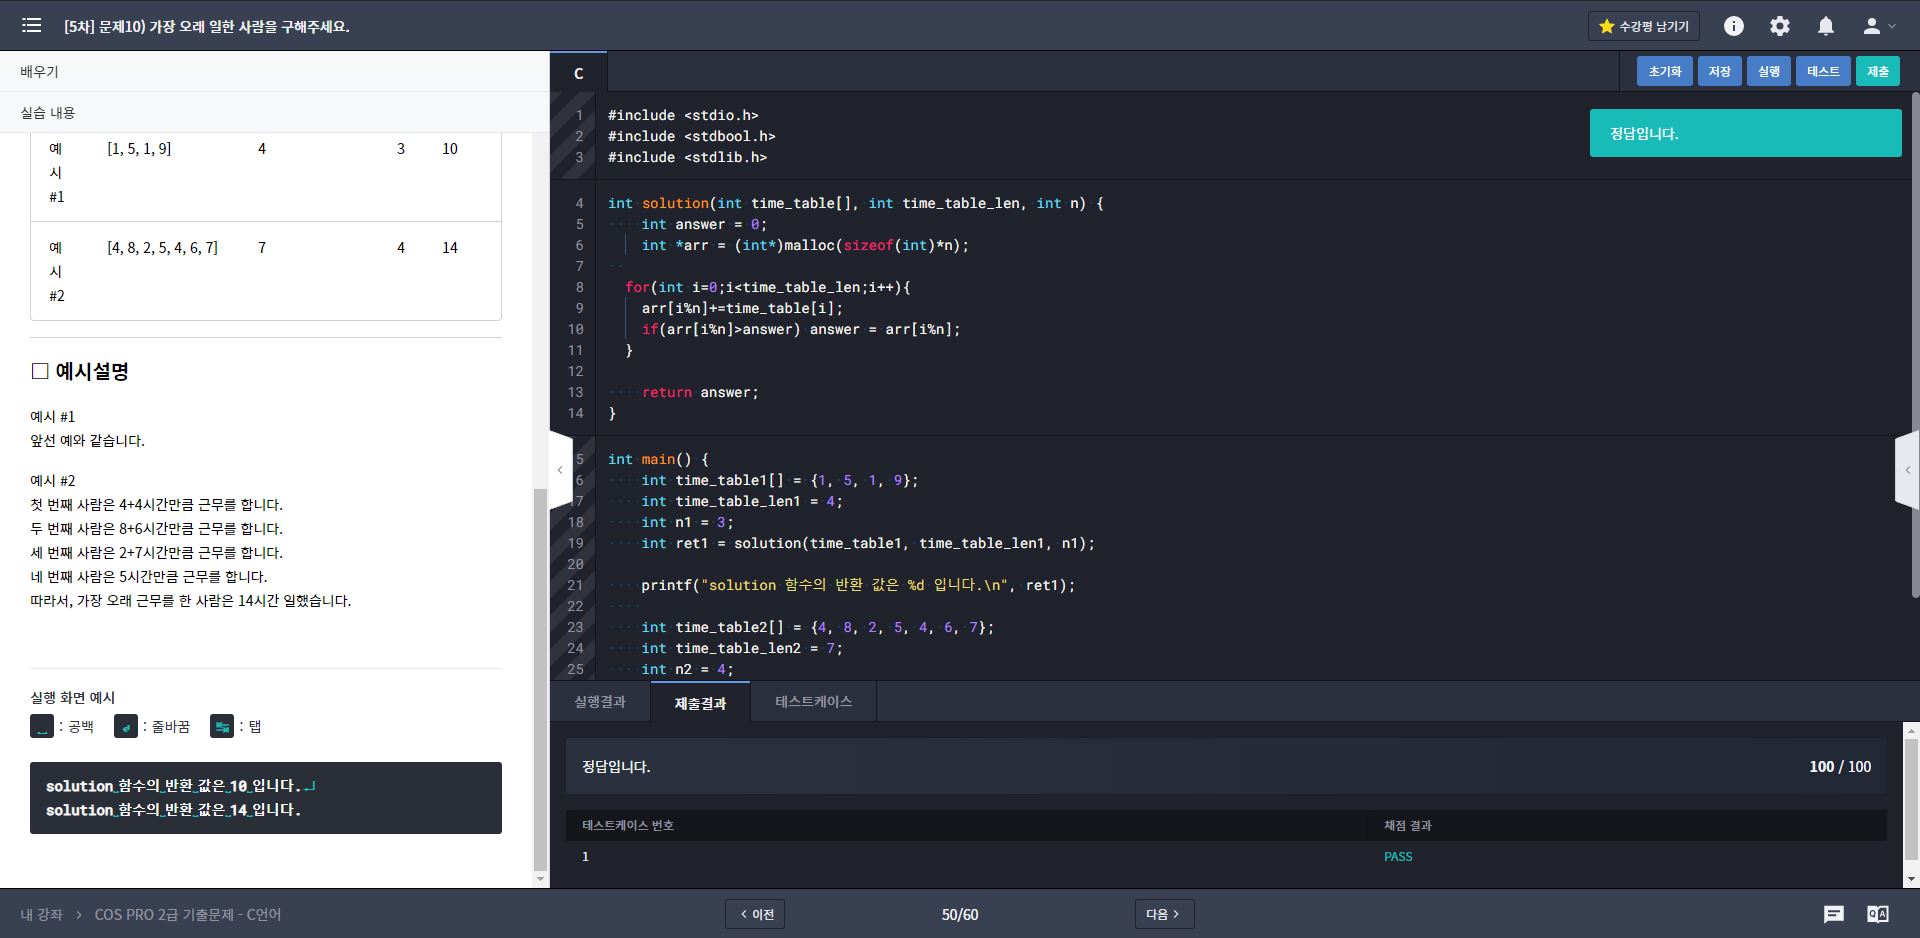 [5차] 문제10) 가장 오래 일한 사람을 구해주세요.
수강평 남기기
배우기
실습 내용
예시 #1 [1, 5, 1, 9] 4 3 10
예시 #2 [4, 8, 2, 5, 4, 6, 7] 7 4 14
예시설명
예시 #1
앞선 예와 같습니다.
예시 #2
첫 번째 사람은 4+4시간만큼 근무를 합니다.
두 번째 사람은 8+6시간만큼 근무를 합니다.
세 번째 사람은 2+7시간만큼 근무를 합니다.
네 번째 사람은 5시간만큼 근무를 합니다.
따라서, 가장 오래 근무를 한 사람은 14시간 일했습니다.
실행 화면 예시
: 공백 : 줄바꿈 : 탭
solution 함수의 반환 값은 10 입니다.
solution 함수의 반환 값은 14 입니다.
C
초기화 저장 실행 테스트 제출
정답입니다.
1 #include <stdio.h>
2 #include <stdbool.h>
3 #include <stdlib.h>
4 int solution(int time_table[], int time_table_len, int n) {
5 int answer = 0;
6 int *arr = (int*)malloc(sizeof(int)*n);
7
8 for(int i=0;i<time_table_len;i++){
9 arr[i%n]+=time_table[i];
10 if(arr[i%n]>answer) answer = arr[i%n];
11 }
12
13 return answer;
14 }
5 int main() {
6 int time_table1[] = {1, 5, 1, 9};
17 int time_table_len1 = 4;
18 int n1 = 3;
19 int ret1 = solution(time_table1, time_table_len1, n1);
20
21 printf("solution 함수의 반환 값은 %d 입니다.\n", ret1);
22
23 int time_table2[] = {4, 8, 2, 5, 4, 6, 7};
24 int time_table_len2 = 7;
25 int n2 = 4;
실행결과 제출결과 테스트케이스
정답입니다. 100 / 100
테스트케이스 번호 채점 결과
1 PASS
내 강좌 > COS PRO 2급 기출문제 - C언어
< 이전 50/60 다음 >
Q A